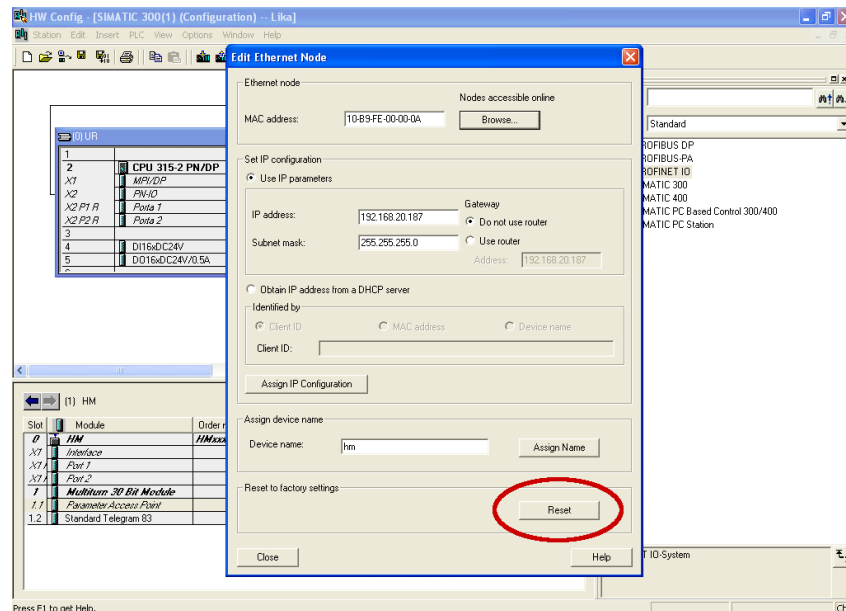 HW Config - [SIMATIC 300(1) (Configuration) -- Lika]
Station Edit Insert PLC View Options Window Help
(0) UR
1
2 CPU 315-2 PN/DP
X1 MPI/DP
X2 PN-IO
X2 P1 R Porta 1
X2 P2 R Porta 2
3
4 DI16xDC24V
5 DO16xDC24V/0.5A
Edit Ethernet Node
Ethernet node
Nodes accessible online
MAC address: 10-B9-FE-00-00-0A Browse...
Set IP configuration
Use IP parameters
Gateway
IP address: 192.168.20.187 Do not use router
Subnet mask: 255.255.255.0 Use router
Address: 192.168.20.187
Obtain IP address from a DHCP server
Identified by
Client ID MAC address Device name
Client ID:
Assign IP Configuration
Assign device name
Device name: hm Assign Name
Reset to factory settings
Reset
Close Help
Standard
ROFIBUS DP
ROFIBUS-PA
ROFINET IO
MATIC 300
MATIC 400
MATIC PC Based Control 300/400
MATIC PC Station
(1) HM
Slot Module Order
0 HM HMxxx
X1 Interface
X1 Port 1
X1 Port 2
1 Multiturn 30 Bit Module
1.1 Parameter Access Point
1.2 Standard Telegram 83
T IO-System
Press F1 to get Help.